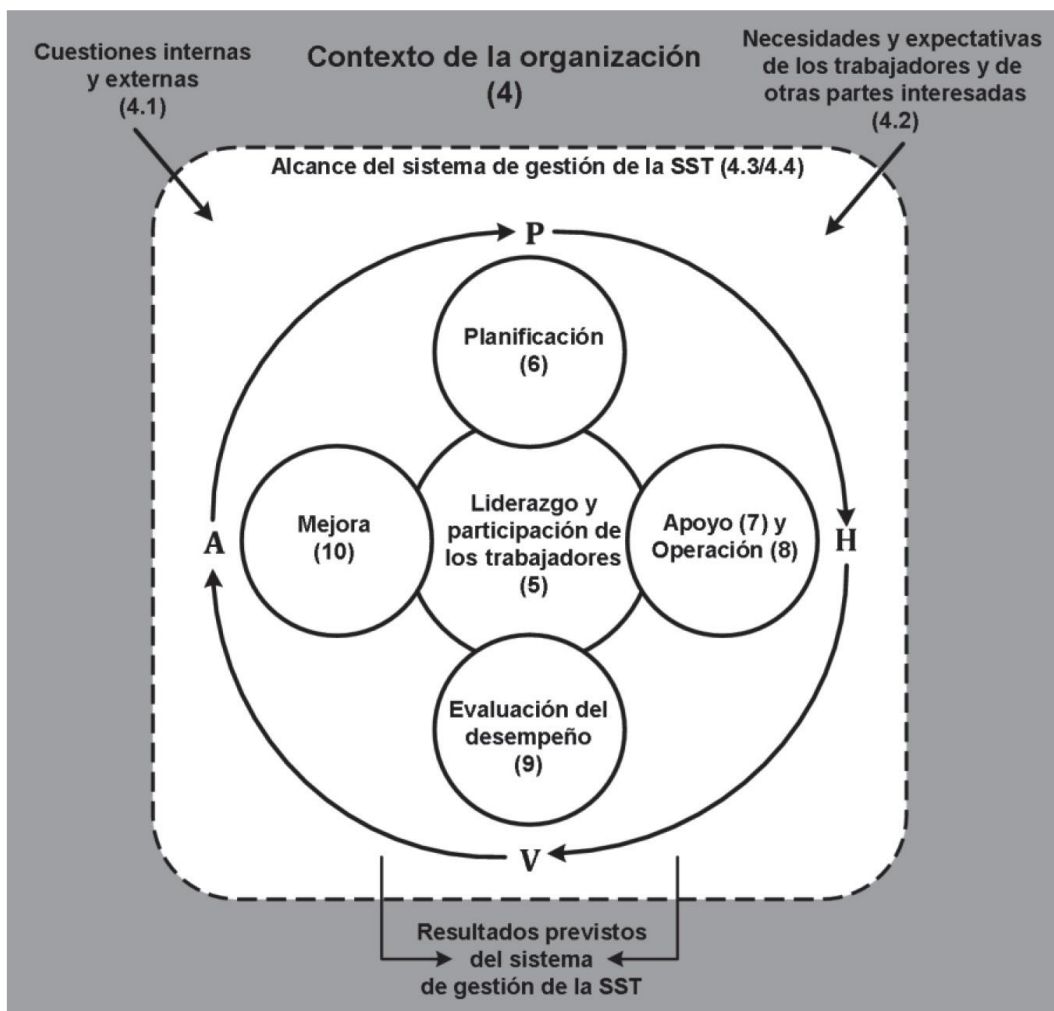 Cuestiones internas
y externas
(4.1)
Contexto de la organización
(4)
Necesidades y expectativas
de los trabajadores y de
otras partes interesadas
(4.2)
Alcance del sistema de gestión de la SST (4.3/4.4)
P
Planificación
(6)
A
Mejora
(10)
Liderazgo y
participación de
los trabajadores
(5)
Apoyo (7) y
Operación (8)
H
Evaluación del
desempeño
(9)
V
Resultados previstos
del sistema
de gestión de la SST